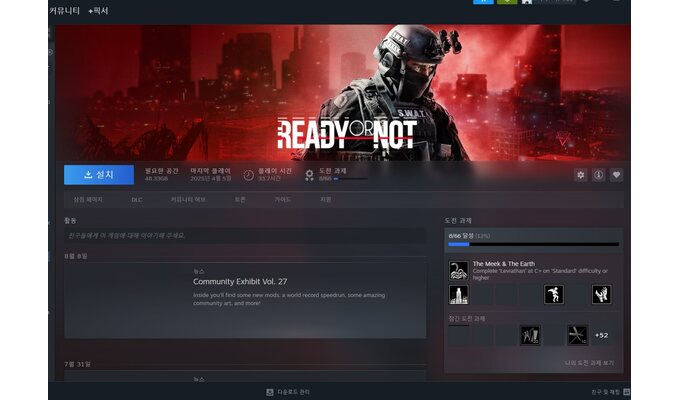 커뮤니티 +픽서
S.W.A.T.
READY OR NOT
설치
필요한 공간
48.33GB
마지막 플레이
2025년 4월 5일
플레이 시간
33.7시간
도전 과제
8/66
상점 페이지 DLC 커뮤니티 허브 토론 가이드 지원
활동
친구들에게 이 게임에 대해 이야기해 주세요.
8월 8일
뉴스
Community Exhibit Vol. 27
Inside you'll find some new mods, a world record speedrun, some amazing
community art, and more!
7월 31일
뉴스
도전 과제
8/66 달성 (12%)
The Meek & The Earth
Complete 'Leviathan' at C+ on 'Standard' difficulty or
higher
잠긴 도전 과제
+52
나의 도전 과제 보기
다운로드 관리
친구 및 채팅